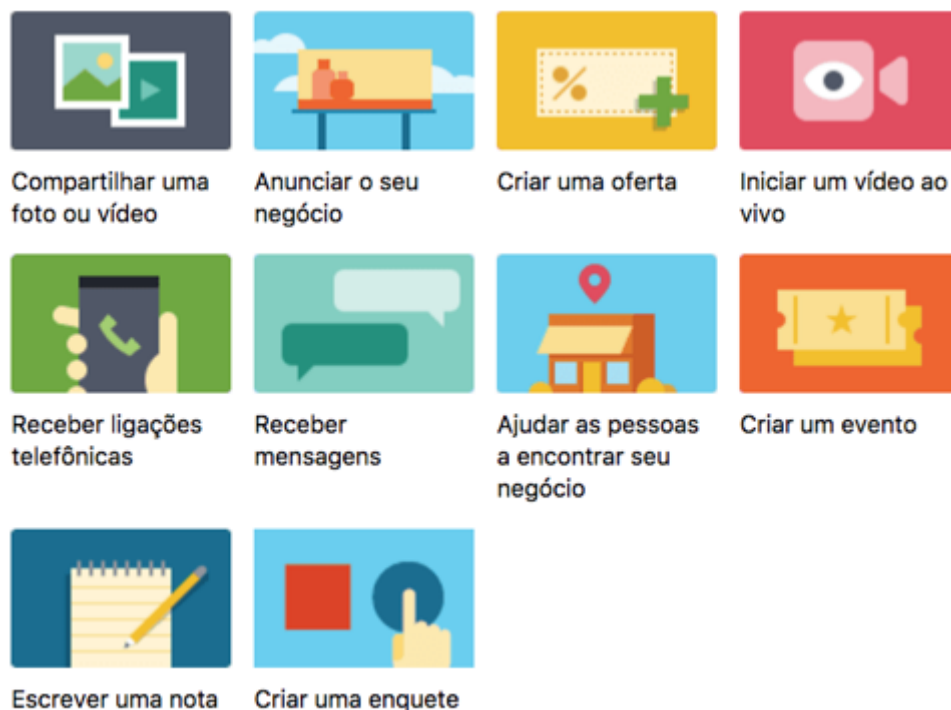 Compartilhar uma
foto ou vídeo
Anunciar o seu
negócio
Criar uma oferta
Iniciar um vídeo ao
vivo
Receber ligações
telefônicas
Receber
mensagens
Ajudar as pessoas
a encontrar seu
negócio
Criar um evento
Escrever uma nota
Criar uma enquete